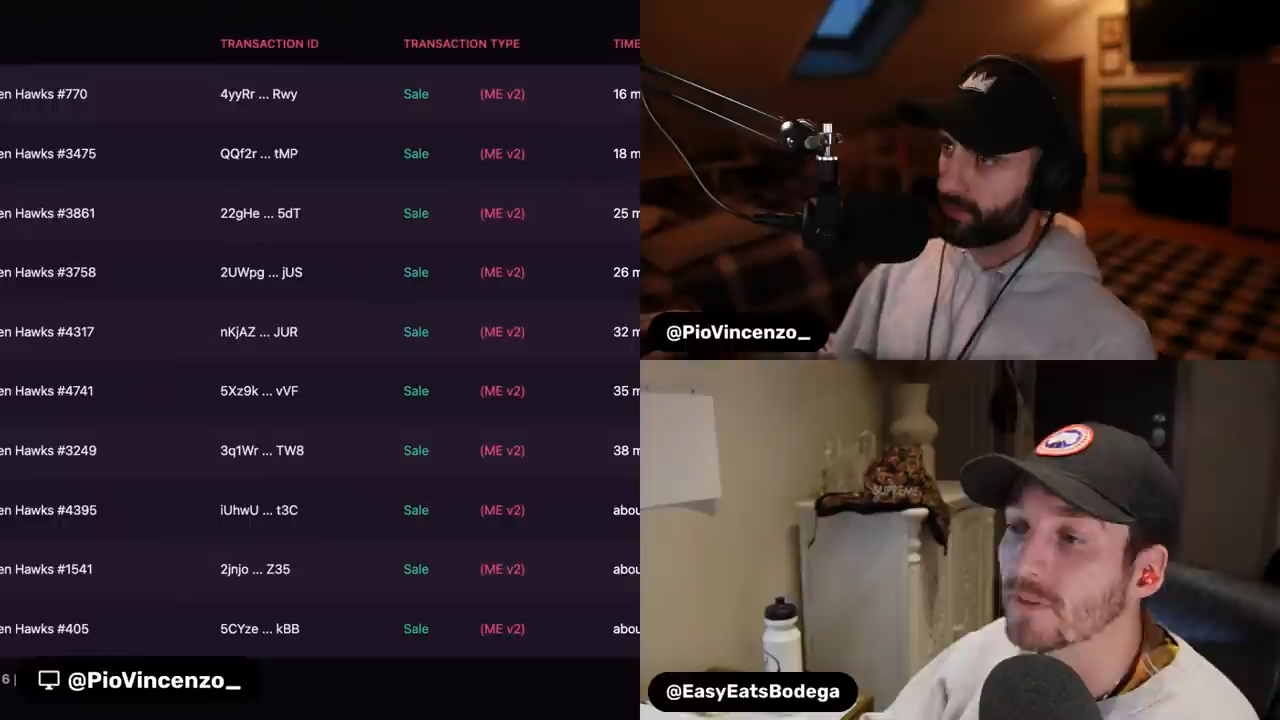 TRANSACTION ID TRANSACTION TYPE TIME
en Hawks #770 4yyRr ... Rwy Sale (ME v2) 16 m
en Hawks #3475 QQf2r ... tMP Sale (ME v2) 18 m
en Hawks #3861 22gHe ... 5dT Sale (ME v2) 25 m
en Hawks #3758 2UWpg ... jUS Sale (ME v2) 26 m
en Hawks #4317 nKjAZ ... JUR Sale (ME v2) 32 m
en Hawks #4741 5Xz9k ... vVF Sale (ME v2) 35 m
en Hawks #3249 3q1Wr ... TW8 Sale (ME v2) 38 m
en Hawks #4395 iUhwU ... t3C Sale (ME v2) abou
en Hawks #1541 2jnjo ... Z35 Sale (ME v2) abou
en Hawks #405 5CYze ... kBB Sale (ME v2) abou
6 |
@PioVincenzo_
@PioVincenzo_
SUPREME
@EasyEatsBodega